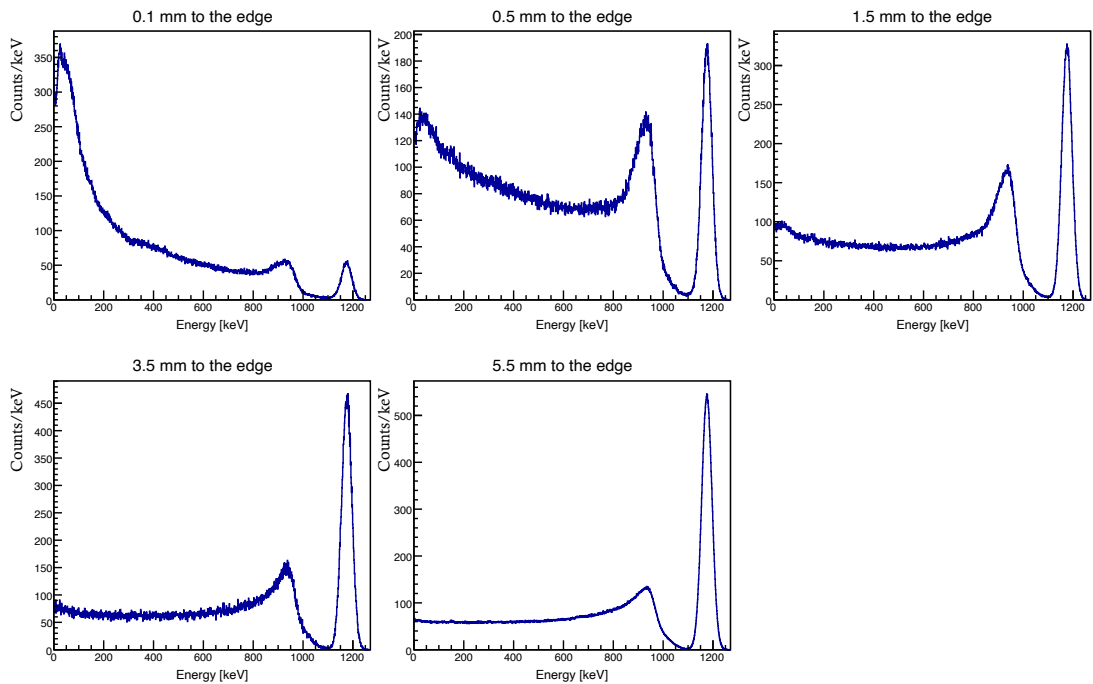 0.1 mm to the edge
Counts/keV
350
300
250
200
150
100
50
0
0 200 400 600 800 1000 1200
Energy [keV]
0.5 mm to the edge
Counts/keV
200
180
160
140
120
100
80
60
40
20
0
0 200 400 600 800 1000 1200
Energy [keV]
1.5 mm to the edge
Counts/keV
300
250
200
150
100
50
0
0 200 400 600 800 1000 1200
Energy [keV]
3.5 mm to the edge
Counts/keV
450
400
350
300
250
200
150
100
50
0
0 200 400 600 800 1000 1200
Energy [keV]
5.5 mm to the edge
Counts/keV
500
400
300
200
100
0
0 200 400 600 800 1000 1200
Energy [keV]